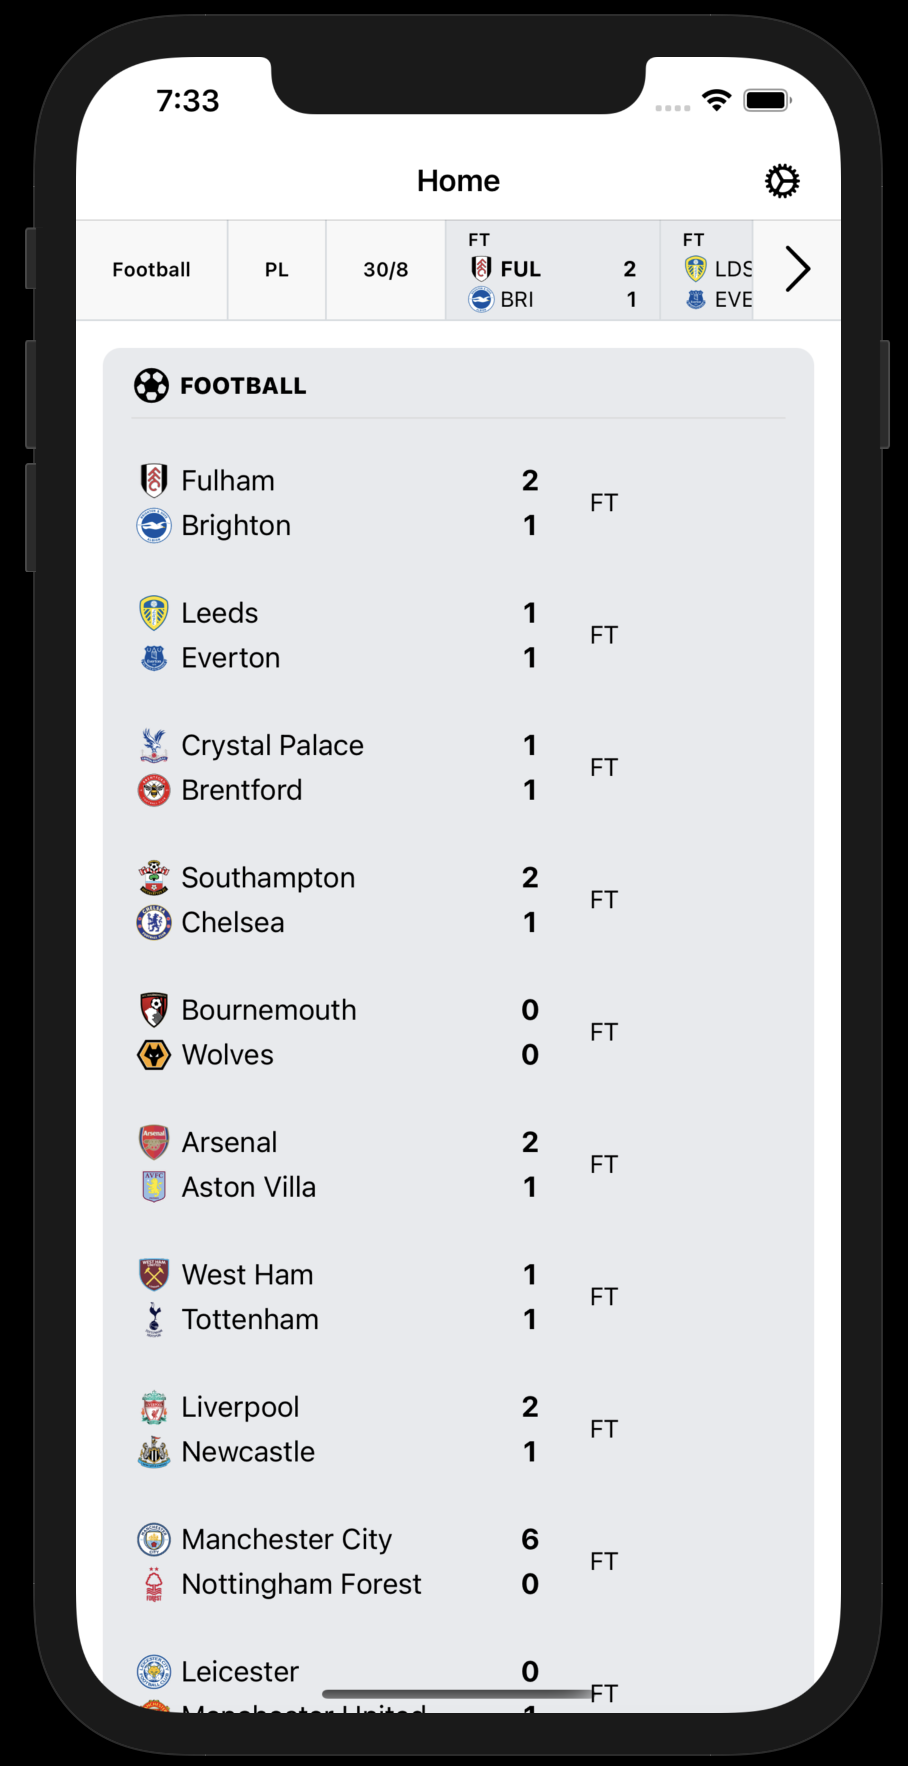 7:33
Home
Football PL 30/8
FT
FUL 2
BRI 1
FT
LDS
EVE
FOOTBALL
Fulham 2
FT
Brighton 1
Leeds 1
FT
Everton 1
Crystal Palace 1
FT
Brentford 1
Southampton 2
FT
Chelsea 1
Bournemouth 0
FT
Wolves 0
Arsenal 2
FT
Aston Villa 1
West Ham 1
FT
Tottenham 1
Liverpool 2
FT
Newcastle 1
Manchester City 6
FT
Nottingham Forest 0
Leicester 0
FT
Manchester United 1